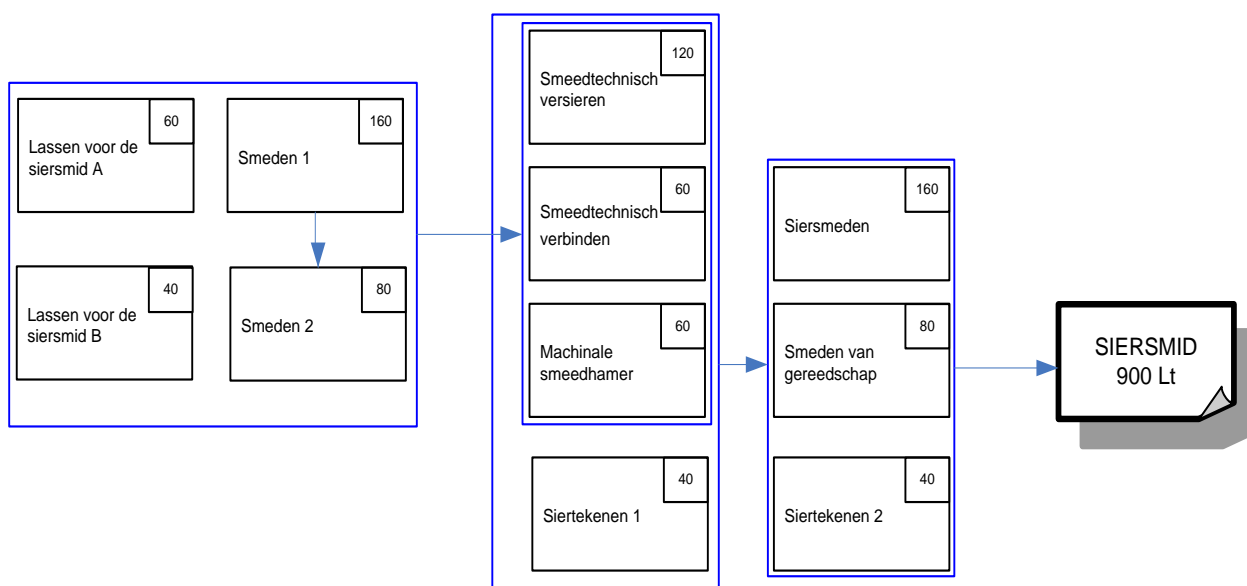 60
Lassen voor de
siersmid A
160
Smeden 1
40
Lassen voor de
siersmid B
80
Smeden 2
120
Smeedtechnisch
versieren
60
Smeedtechnisch
verbinden
60
Machinale
smeedhamer
40
Siertekenen 1
160
Siersmeden
80
Smeden van
gereedschap
40
Siertekenen 2
SIERSMID
900 Lt